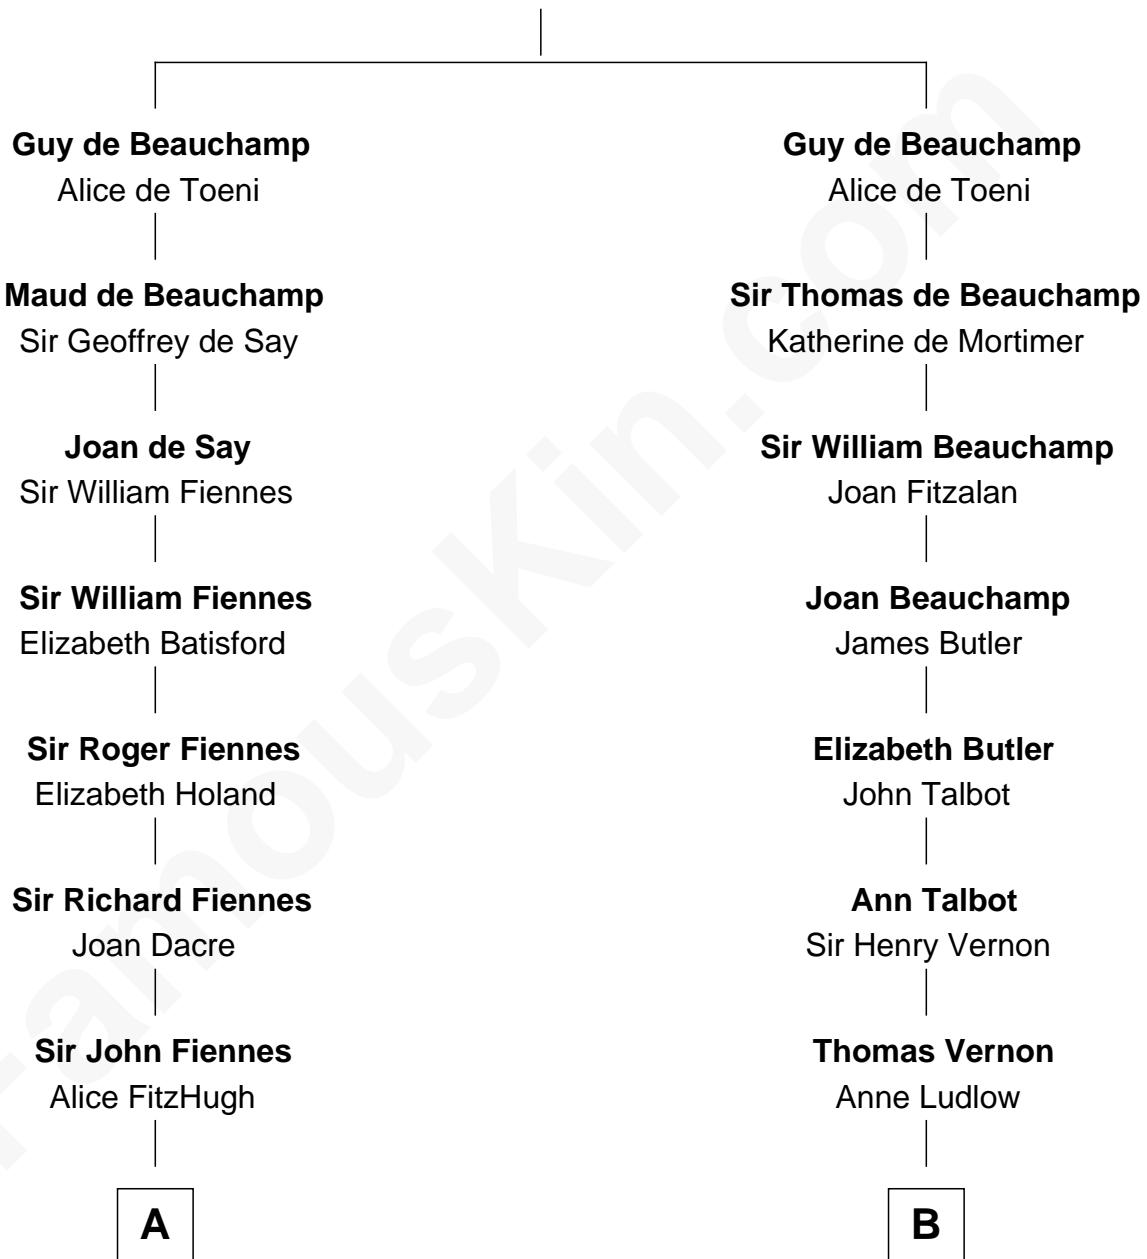 Guy de Beauchamp
Alice de Toeni
Maud de Beauchamp
Sir Geoffrey de Say
Joan de Say
Sir William Fiennes
Sir William Fiennes
Elizabeth Batisford
Sir Roger Fiennes
Elizabeth Holand
Sir Richard Fiennes
Joan Dacre
Sir John Fiennes
Alice FitzHugh
A
Guy de Beauchamp
Alice de Toeni
Sir Thomas de Beauchamp
Katherine de Mortimer
Sir William Beauchamp
Joan Fitzalan
Joan Beauchamp
James Butler
Elizabeth Butler
John Talbot
Ann Talbot
Sir Henry Vernon
Thomas Vernon
Anne Ludlow
B
FamousKin.com